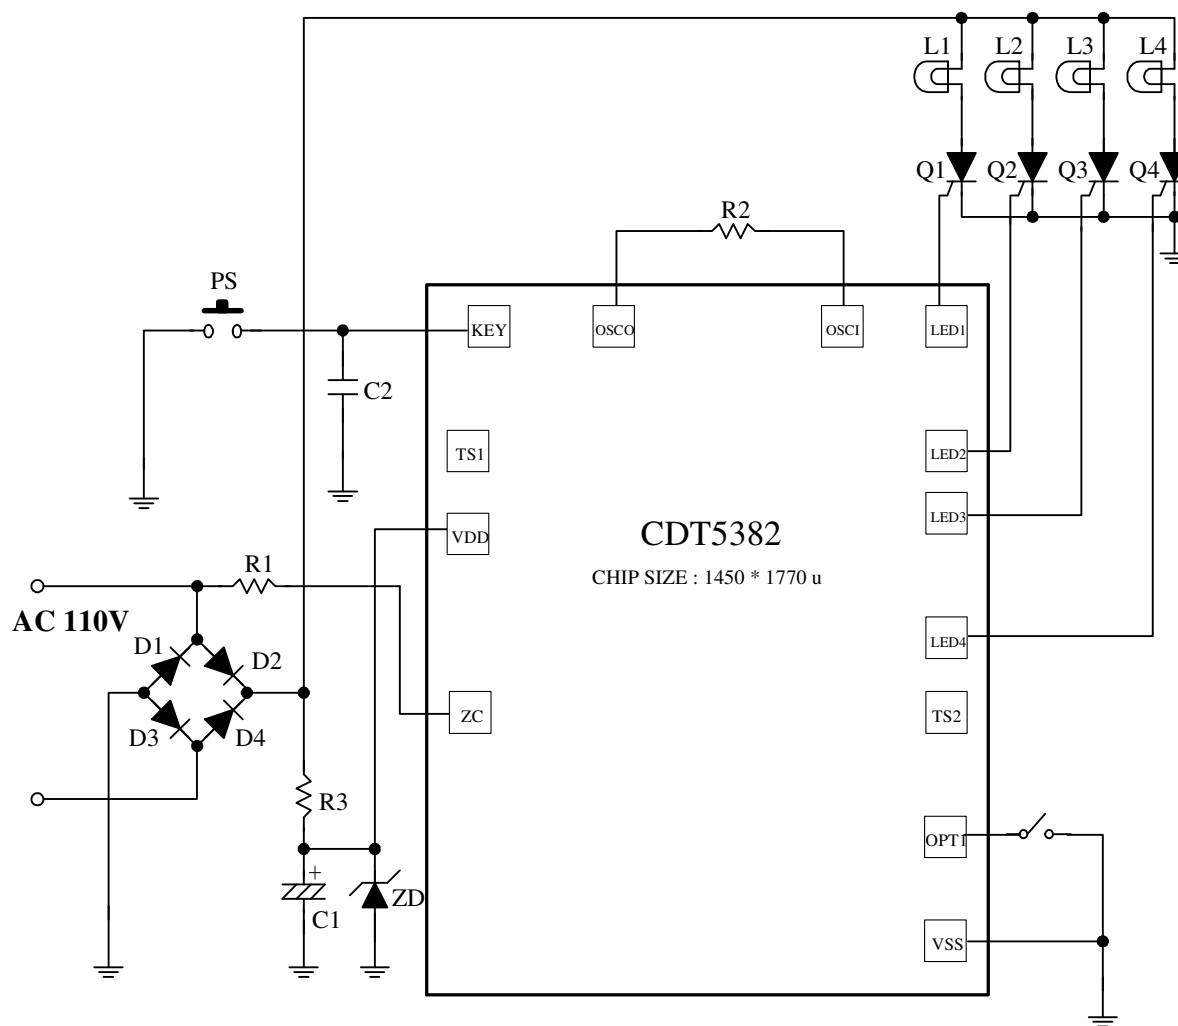 L1 L2 L3 L4
Q1 Q2 Q3 Q4
R2
PS
KEY OSCO OSCI LED1
C2
TS1 LED2
LED3
VDD CDT5382
R1 CHIP SIZE : 1450 * 1770 u
AC 110V
D1 D2 LED4
ZC TS2
D3 D4
R3
OPT1
+
C1 ZD
VSS